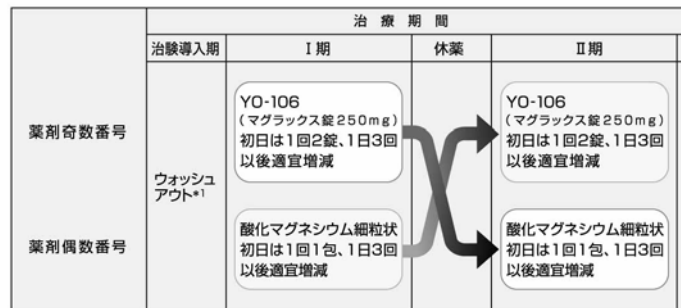 治療期間
治験導入期 Ⅰ期 休薬 Ⅱ期
薬剤奇数番号
ウォッシュ
アウト*1
YO-106
(マグラックス錠250mg)
初日は1回2錠、1日3回
以後適宜増減
YO-106
(マグラックス錠250mg)
初日は1回2錠、1日3回
以後適宜増減
薬剤偶数番号
酸化マグネシウム細粒状
初日は1回1包、1日3回
以後適宜増減
酸化マグネシウム細粒状
初日は1回1包、1日3回
以後適宜増減